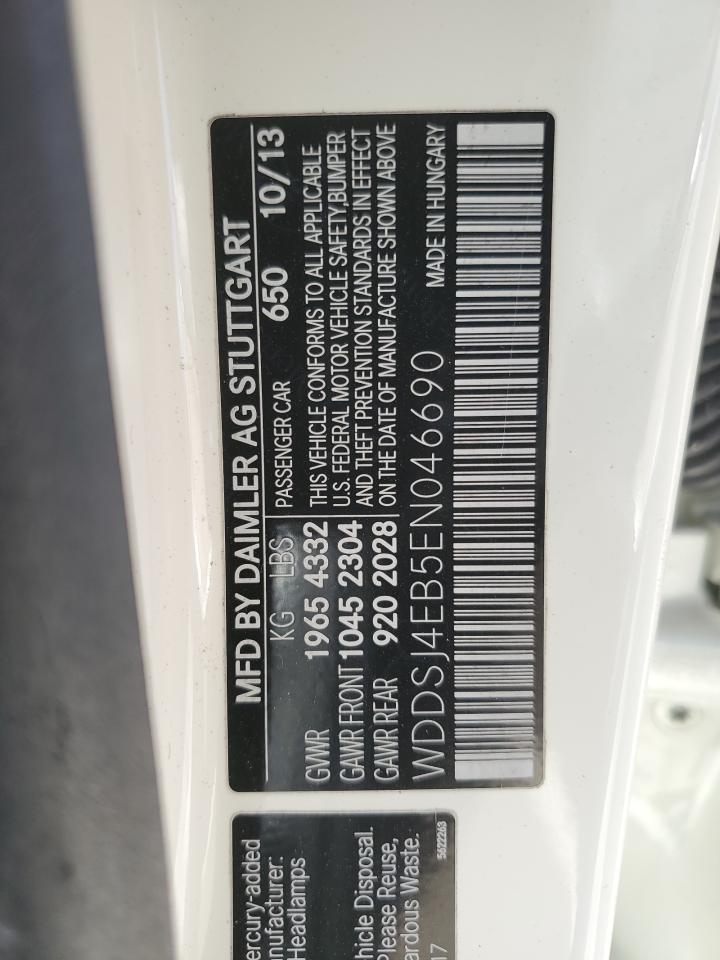 MFD BY DAIMLER AG STUTTGART
KG LBS PASSENGER CAR 650 10/13
GVWR 1965 4332
GAWR FRONT 1045 2304
GAWR REAR 920 2028
THIS VEHICLE CONFORMS TO ALL APPLICABLE
U.S. FEDERAL MOTOR VEHICLE SAFETY, BUMPER
AND THEFT PREVENTION STANDARDS IN EFFECT
ON THE DATE OF MANUFACTURE SHOWN ABOVE
WDDSJ4EB5EN046690 MADE IN HUNGARY
ercury-added
nufacturer:
Headlamps
hicle Disposal.
Please Reuse,
ardous Waste.
17 5622263